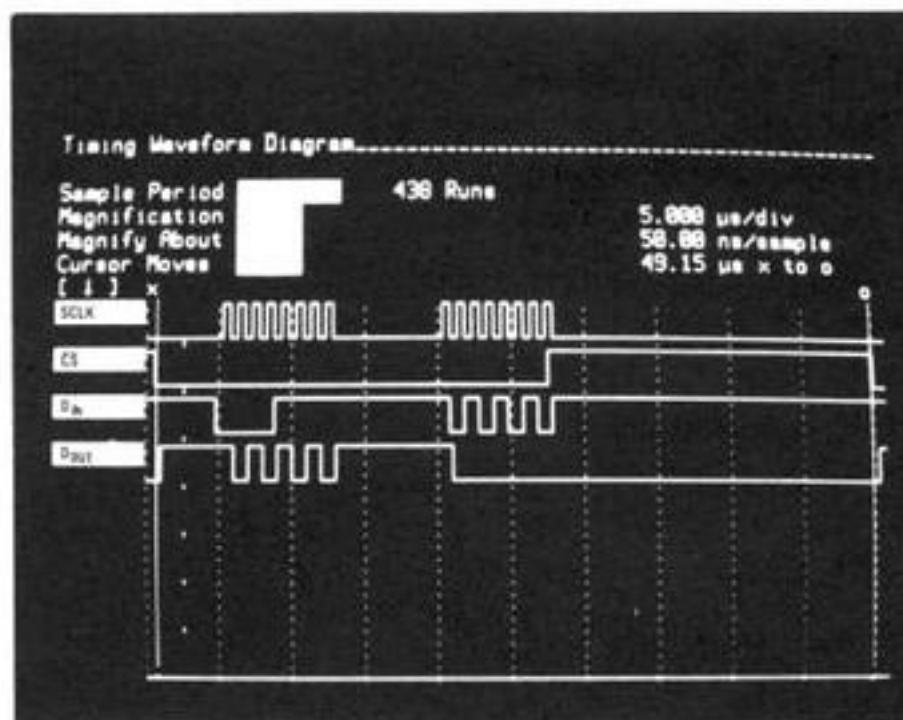 Timing Waveform Diagram
Sample Period 438 Runs
Magnification 5.000 µs/div
Magnify About 50.00 ns/sample
Cursor Moves 49.15 µs x to o
[ ↓ ] x o
SCLK
CS
DIN
DOUT